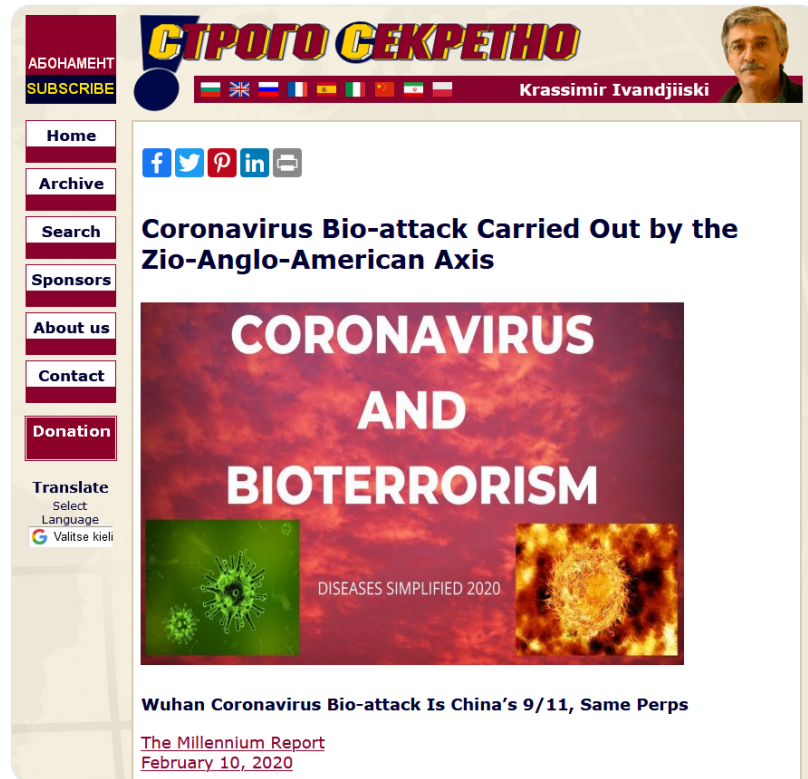 АБОНАМЕНТ
SUBSCRIBE
СТРОГО СЕКРЕТНО
Krassimir Ivandjiiski
Home
Archive
Search
Sponsors
About us
Contact
Donation
Translate
Select
Language
G Valitse kieli
Coronavirus Bio-attack Carried Out by the
Zio-Anglo-American Axis
CORONAVIRUS
AND
BIOTERRORISM
DISEASES SIMPLIFIED 2020
Wuhan Coronavirus Bio-attack Is China’s 9/11, Same Perps
The Millennium Report
February 10, 2020